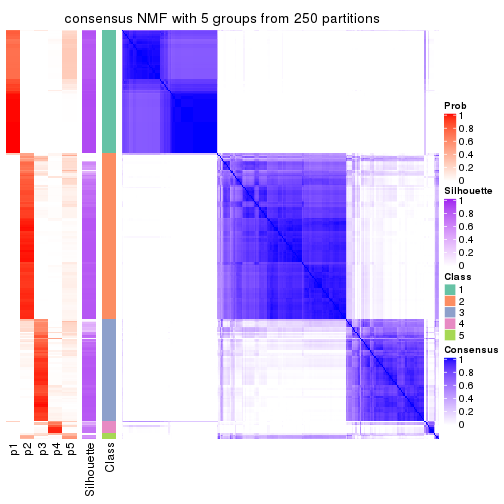 consensus NMF with 5 groups from 250 partitions
Prob
1
0.8
0.6
0.4
0.2
0
Silhouette
1
0.8
0.6
0.4
0.2
0
Class
1
2
3
4
5
Consensus
1
0.8
0.6
0.4
0.2
0
p1
p2
p3
p4
p5
Silhouette
Class